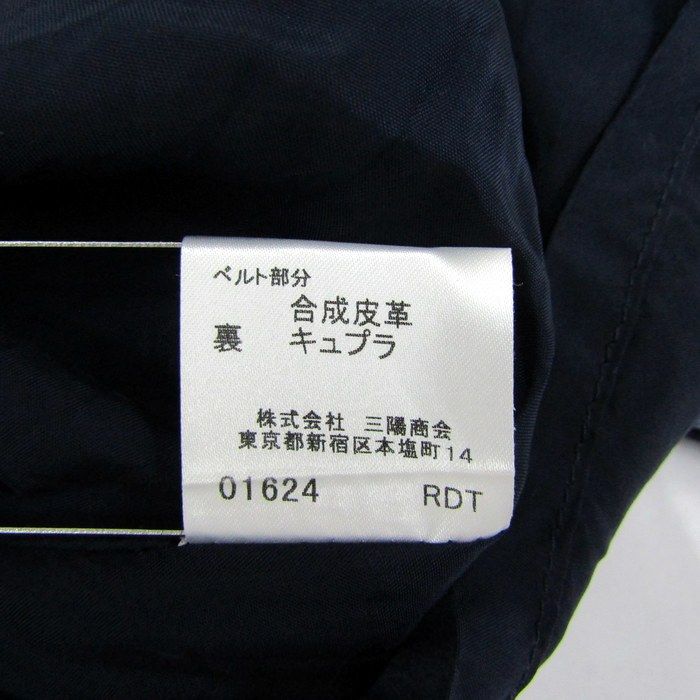 ベルト部分
合成皮革
裏 キュプラ
株式会社 三陽商会
東京都新宿区本塩町14
01624 RDT